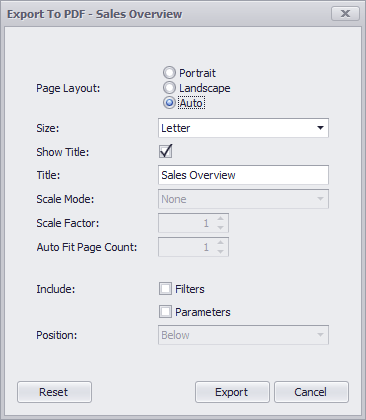 Export To PDF - Sales Overview
Page Layout:
Portrait
Landscape
Auto
Size: Letter
Show Title:
Title: Sales Overview
Scale Mode: None
Scale Factor: 1
Auto Fit Page Count: 1
Include: Filters
Parameters
Position: Below
Reset Export Cancel